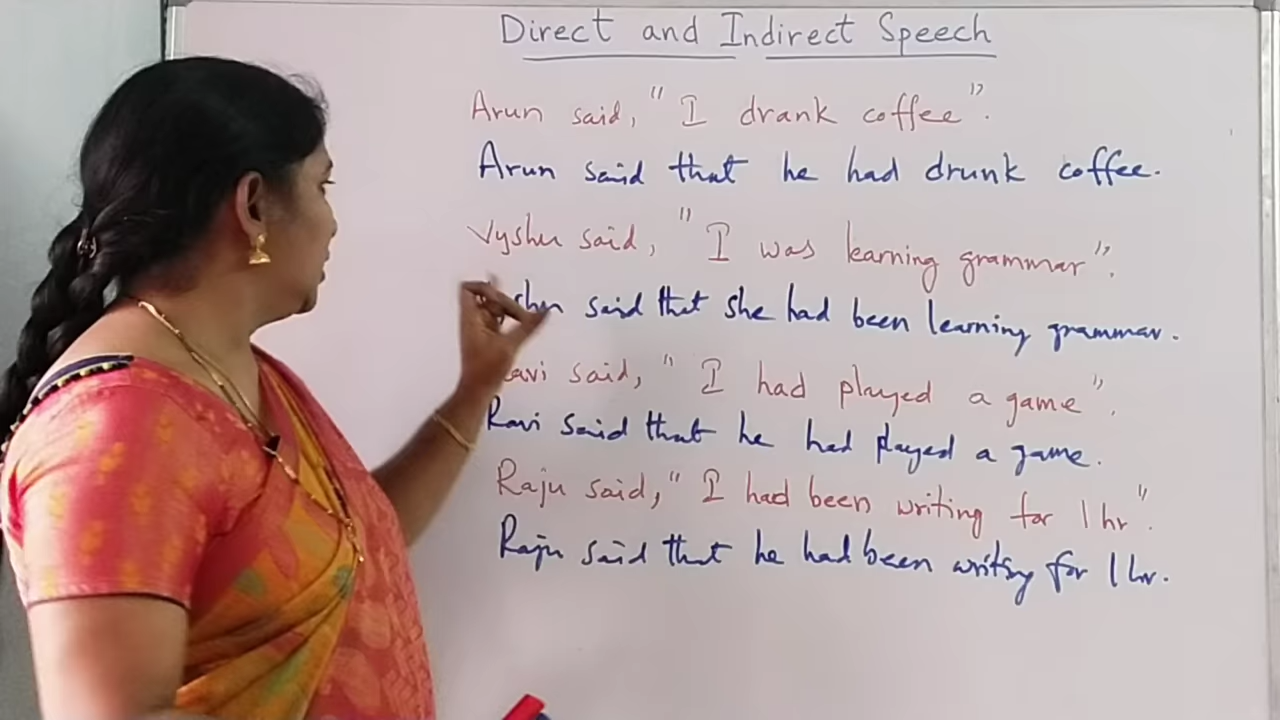 Direct and Indirect Speech
Arun said, "I drank coffee".
Arun said that he had drunk coffee.
Vyshu said, "I was learning grammar".
said that she had been learning grammar.
said, "I had played a game".
Ravi said that he had played a game.
Raju said, "I had been writing for 1 hr".
Raju said that he had been writing for 1 hr.